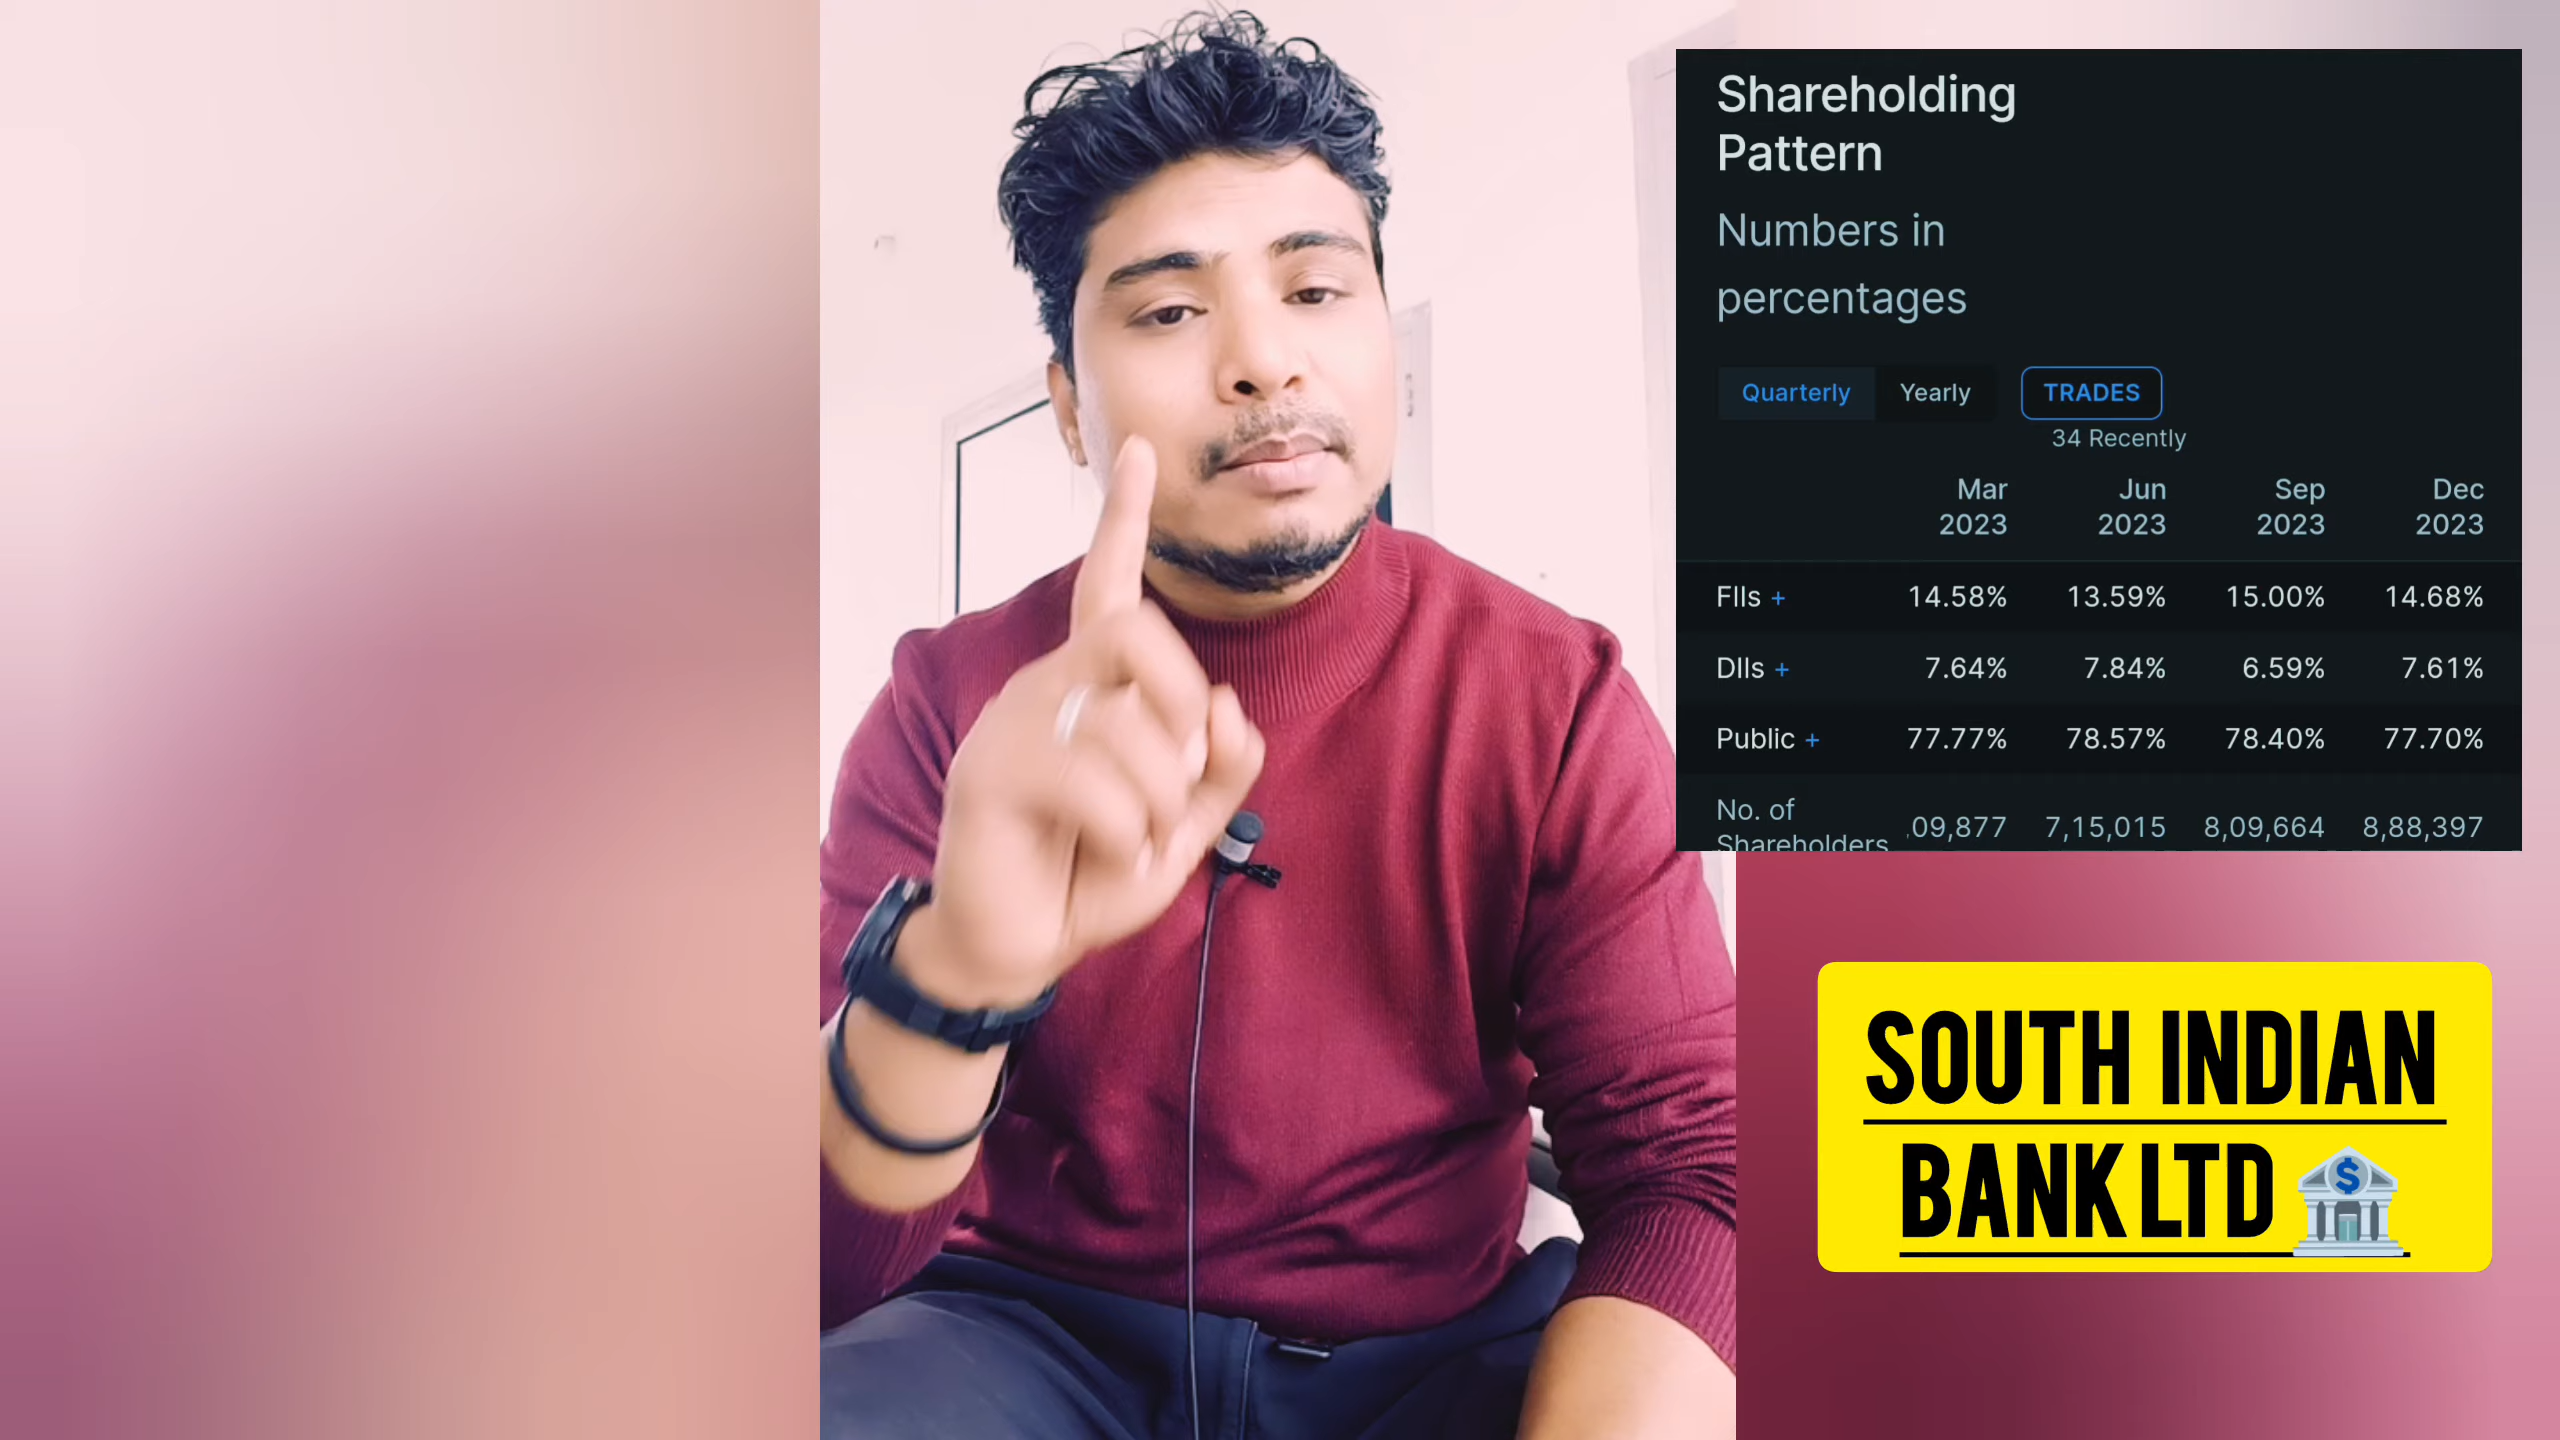 Shareholding
Pattern
Numbers in
percentages
Quarterly Yearly TRADES
34 Recently
Mar Jun Sep Dec
2023 2023 2023 2023
FIIs + 14.58% 13.59% 15.00% 14.68%
DIIs + 7.64% 7.84% 6.59% 7.61%
Public + 77.77% 78.57% 78.40% 77.70%
No. of
Shareholders 09,877 7,15,015 8,09,664 8,88,397
SOUTH INDIAN
BANK LTD